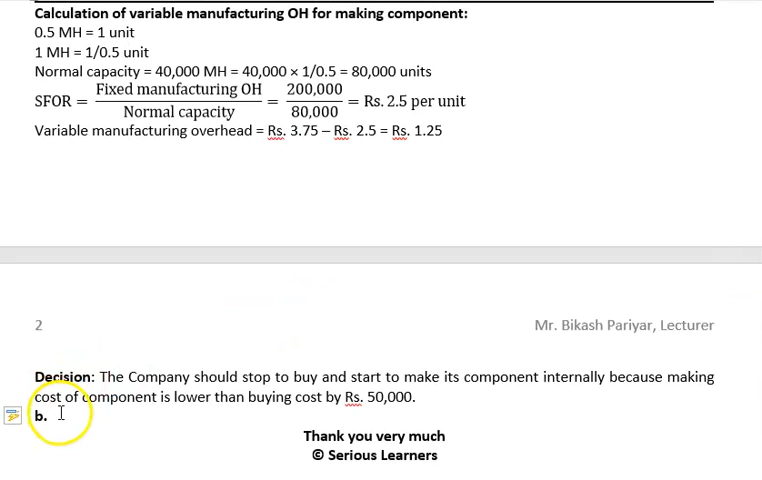 Calculation of variable manufacturing OH for making component:
0.5 MH = 1 unit
1 MH = 1/0.5 unit
Normal capacity = 40,000 MH = 40,000 × 1/0.5 = 80,000 units
SFOR = Fixed manufacturing OH / Normal capacity = 200,000 / 80,000 = Rs. 2.5 per unit
Variable manufacturing overhead = Rs. 3.75 – Rs. 2.5 = Rs. 1.25
2 Mr. Bikash Pariyar, Lecturer
Decision: The Company should stop to buy and start to make its component internally because making
cost of component is lower than buying cost by Rs. 50,000.
b.
Thank you very much
© Serious Learners